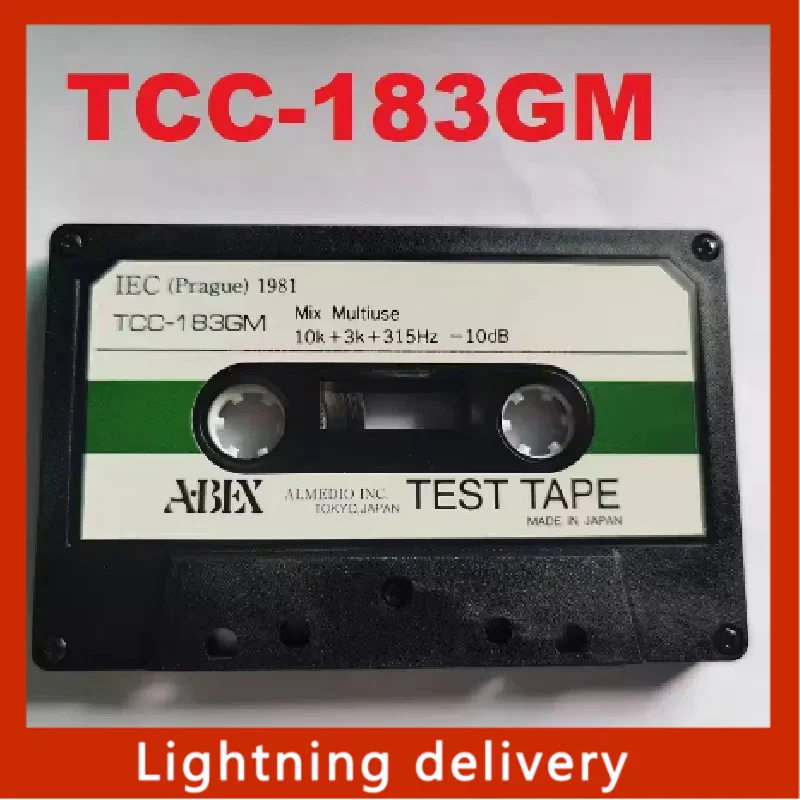 TCC-183GM
IEC (Prague) 1981
TCC-183GM
Mix Multiuse
10k+3k+315Hz -10dB
ABEX
ALMEDIO INC.
TOKYO,JAPAN
TEST TAPE
MADE IN JAPAN
Lightning delivery